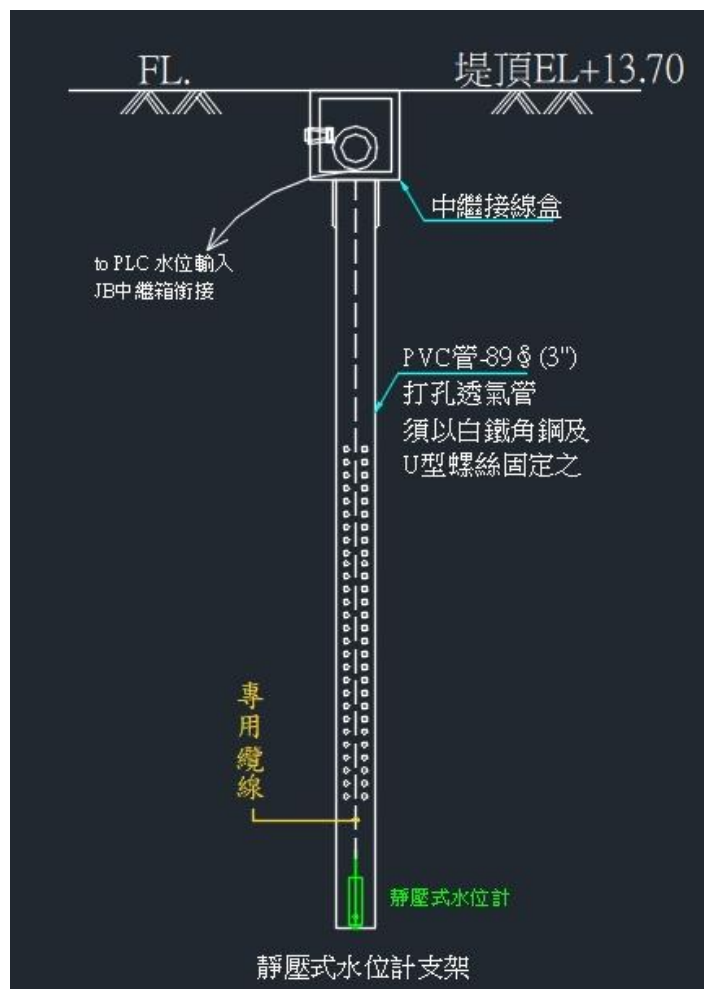 FL.
堤頂EL+13.70
中繼接線盒
to PLC 水位輸入
JB中繼箱銜接
PVC管-89§(3")
打孔透氣管
須以白鐵角鋼及
U型螺絲固定之
專用纜線
靜壓式水位計
靜壓式水位計支架